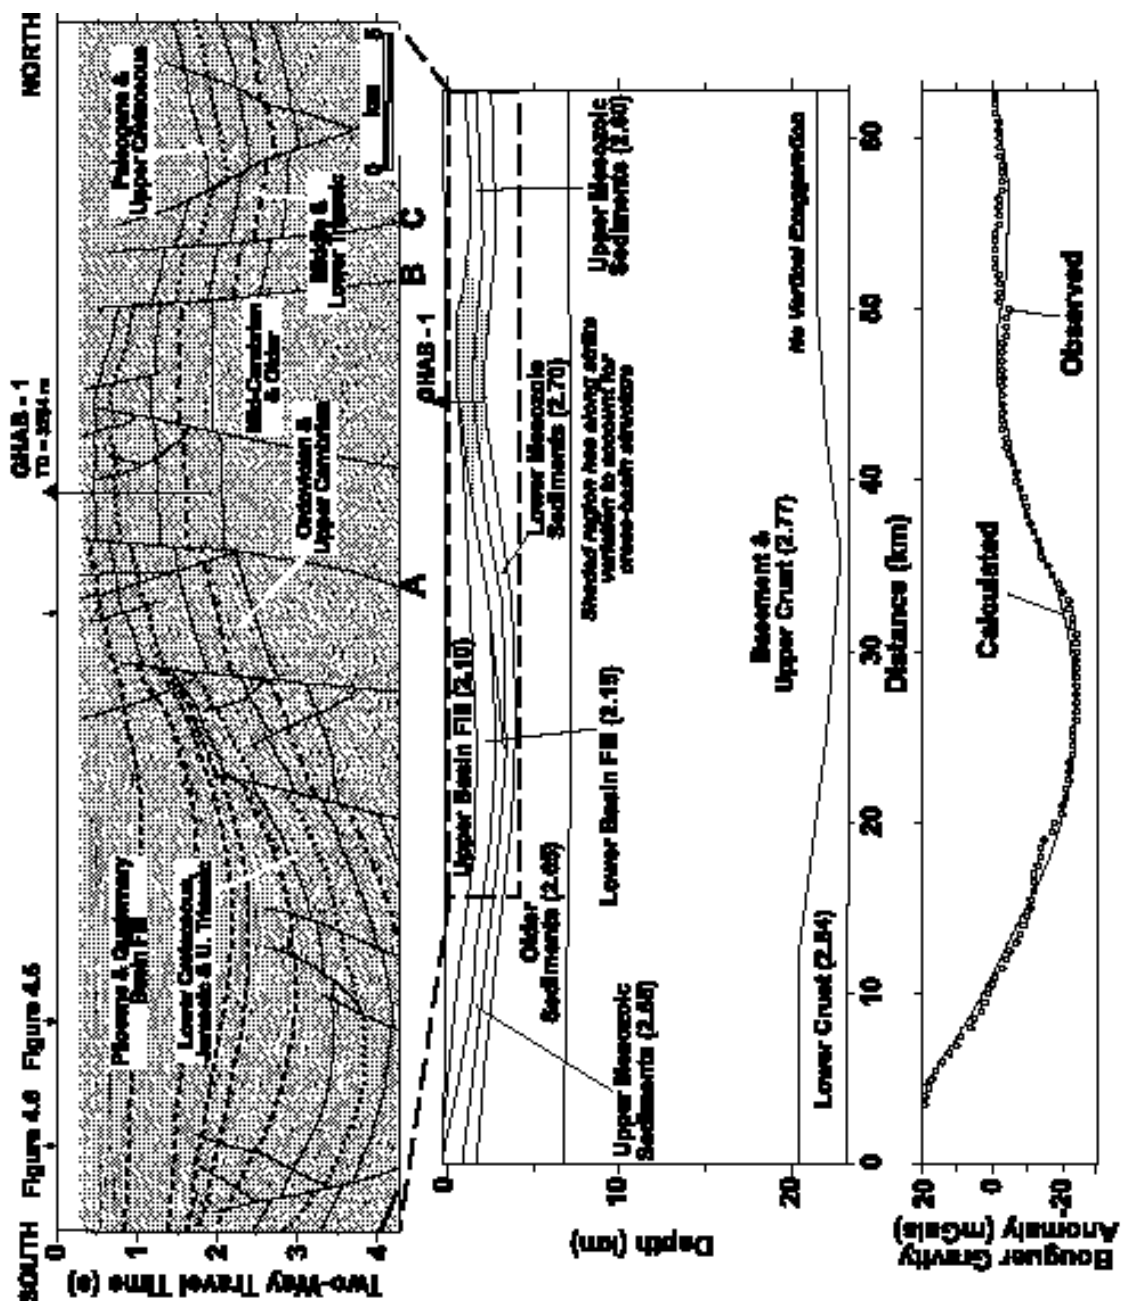 SOUTH
Figure 4.6
Figure 4.5
GHAB - 1
TD = 3254 m
NORTH
0
1
2
3
4
Two-Way Travel Time (s)
Pliocene & Quaternary
Basin Fill
Lower Cretaceous,
Jurassic & U. Triassic
Ordovician &
Upper Cambrian
Mid-Cambrian
& Older
Middle &
Lower Triassic
Paleogene &
Upper Cretaceous
0
km
5
A
B
C
GHAB - 1
0
10
20
Depth (km)
Upper Basin Fill (2.10)
Lower Basin Fill (2.15)
Older
Sediments (2.65)
Upper Mesozoic
Sediments
Lower Mesozoic
Sediments (2.70)
Shaded region has along strike
variation to account for
cross-basin structure
Upper Mesozoic
Sediments (2.60)
Basement &
Upper Crust (2.77)
No Vertical Exaggeration
Lower Crust (2.84)
0
10
20
30
40
50
60
Distance (km)
20
0
-20
Bouguer Gravity
Anomaly (mGals)
Calculated
Observed